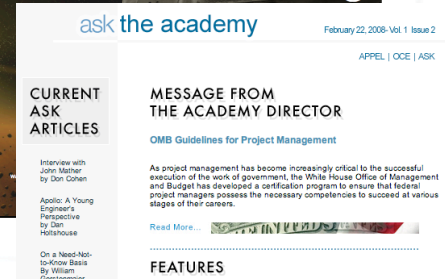 ask the academy
February 22, 2008- Vol. 1 Issue 2
APPEL | OCE | ASK
CURRENT
ASK
ARTICLES
Interview with
John Mather
by Don Cohen
Apollo: A Young
Engineer's
Perspective
by Dan
Holtshouse
On a Need-Not-
to-Know Basis
By William
Gerstenmaier
MESSAGE FROM
THE ACADEMY DIRECTOR
OMB Guidelines for Project Management
As project management has become increasingly critical to the successful
execution of the work of government, the White House Office of Management
and Budget has developed a certification program to ensure that federal
project managers possess the necessary competencies to succeed at various
stages of their careers.
Read More...
FEATURES